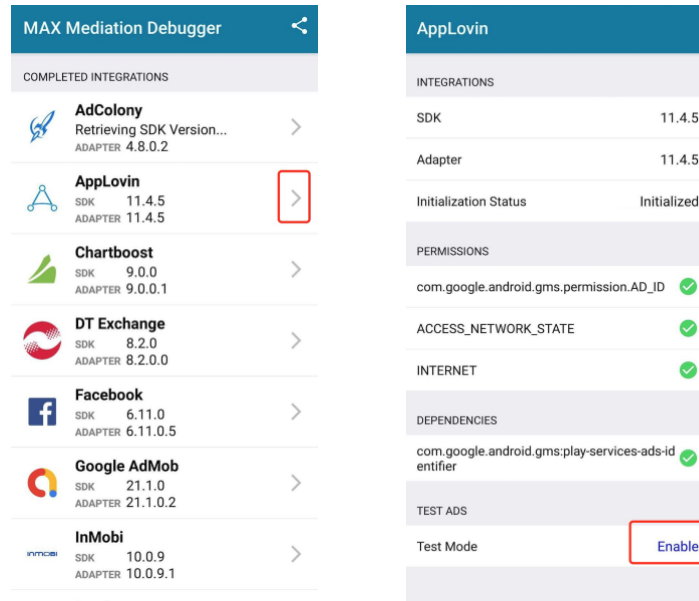 MAX Mediation Debugger
COMPLETED INTEGRATIONS
AdColony
Retrieving SDK Version...
ADAPTER 4.8.0.2
AppLovin
SDK 11.4.5
ADAPTER 11.4.5
Chartboost
SDK 9.0.0
ADAPTER 9.0.0.1
DT Exchange
SDK 8.2.0
ADAPTER 8.2.0.0
Facebook
SDK 6.11.0
ADAPTER 6.11.0.5
Google AdMob
SDK 21.1.0
ADAPTER 21.1.0.2
InMobi
INMOBI
SDK 10.0.9
ADAPTER 10.0.9.1
AppLovin
INTEGRATIONS
SDK 11.4.5
Adapter 11.4.5
Initialization Status Initialized
PERMISSIONS
com.google.android.gms.permission.AD_ID
ACCESS_NETWORK_STATE
INTERNET
DEPENDENCIES
com.google.android.gms:play-services-ads-id
entifier
TEST ADS
Test Mode Enable